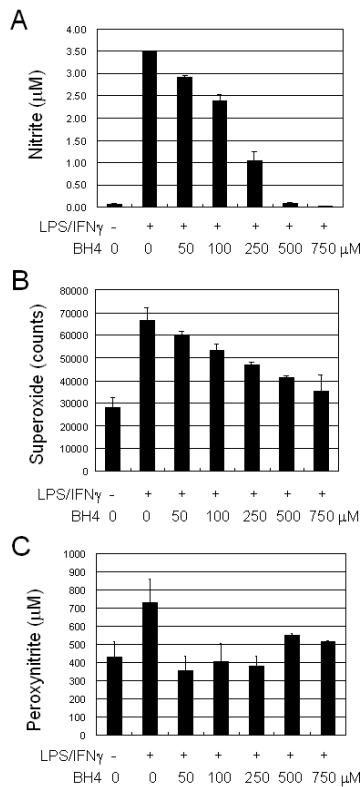 A
Nitrite (µM)
4.00
3.50
3.00
2.50
2.00
1.50
1.00
0.50
0.00
LPS/IFNγ - + + + + + +
BH4 0 0 50 100 250 500 750 µM
B
Superoxide (counts)
80000
70000
60000
50000
40000
30000
20000
10000
0
LPS/IFNγ - + + + + + +
BH4 0 0 50 100 250 500 750 µM
C
Peroxynitrite (µM)
1000
900
800
700
600
500
400
300
200
100
0
LPS/IFNγ - + + + + + +
BH4 0 0 50 100 250 500 750 µM